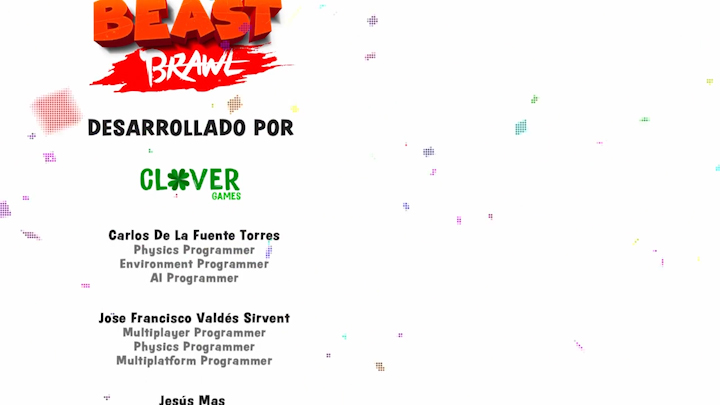 BEAST
BRAWL
DESARROLLADO POR
CLOVER
GAMES
Carlos De La Fuente Torres
Physics Programmer
Environment Programmer
AI Programmer
Jose Francisco Valdés Sirvent
Multiplayer Programmer
Physics Programmer
Multiplatform Programmer
Jesús Mas